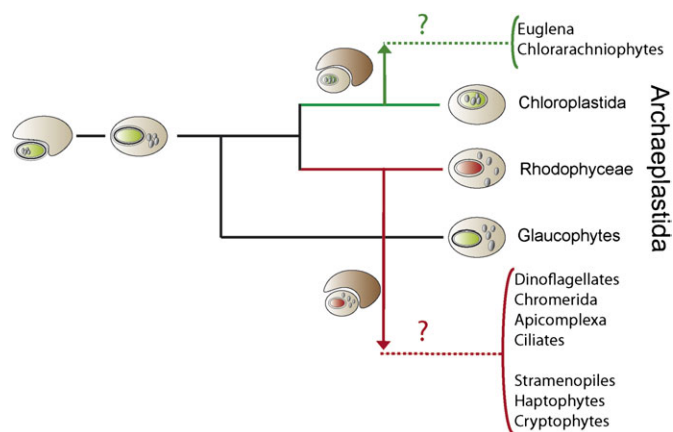 ?
Euglena
Chlorarachniophytes
Chloroplastida
Rhodophyceae
Glaucophytes
Archaeplastida
Dinoflagellates
Chromerida
Apicomplexa
Ciliates
?
Stramenopiles
Haptophytes
Cryptophytes